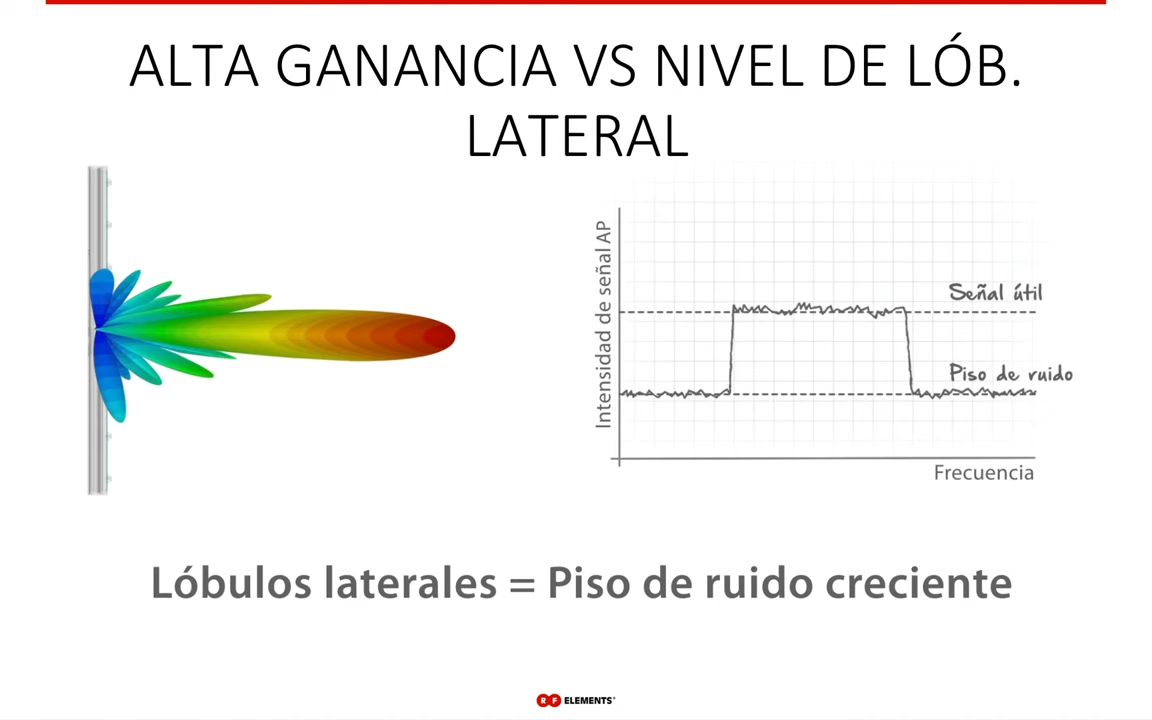 ALTA GANANCIA VS NIVEL DE LÓB.
LATERAL
Intensidad de señal AP
Señal útil
Piso de ruido
Frecuencia
Lóbulos laterales = Piso de ruido creciente
RF ELEMENTS